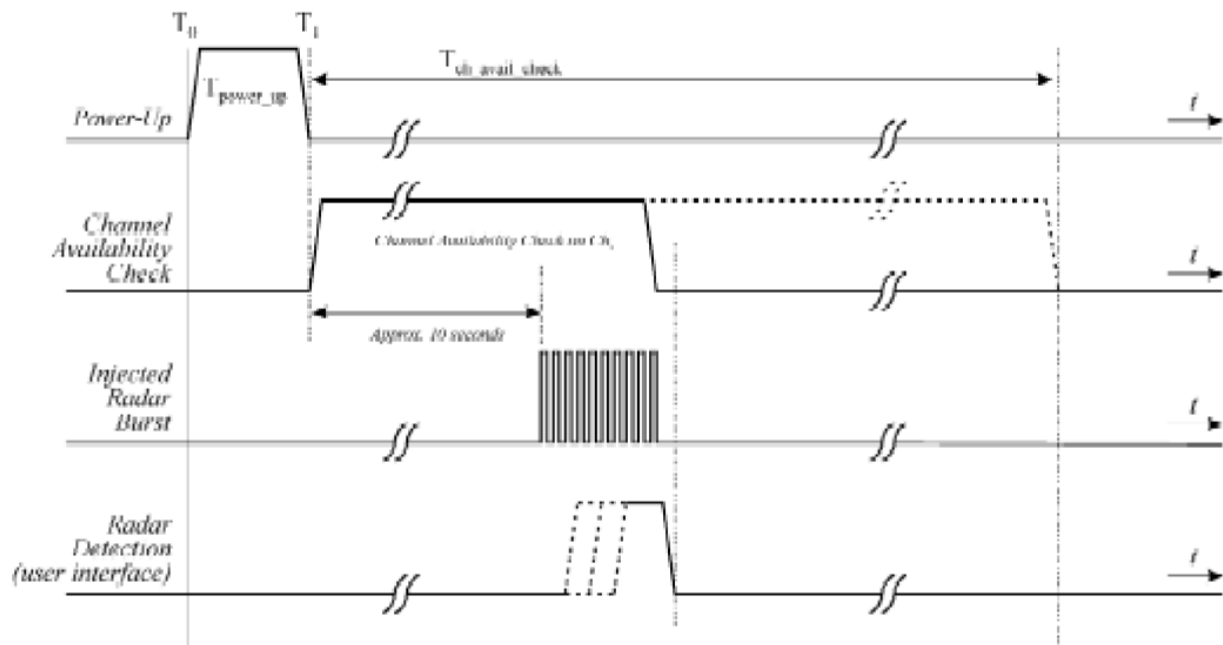 T0 T1
Tch_avail_check
Tpower_up
Power-Up
t
Channel
Availability
Check
Channel Availability Check on Chr
t
Approx. 10 seconds
Injected
Radar
Burst
t
Radar
Detection
(user interface)
t